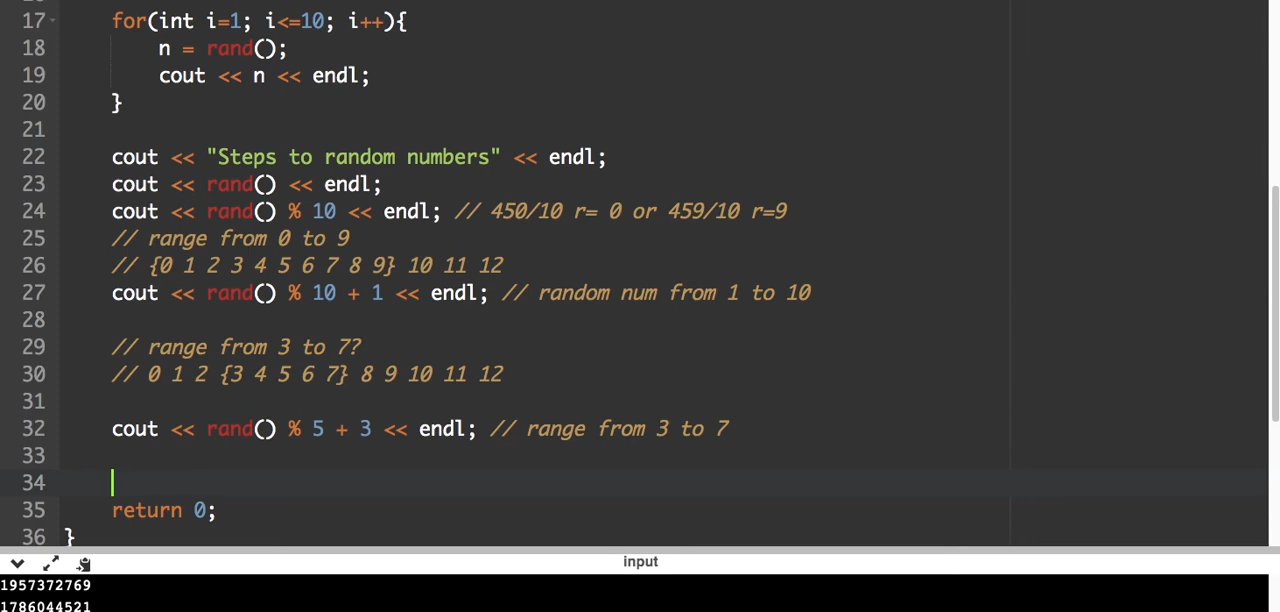 17 for(int i=1; i<=10; i++){
18 n = rand();
19 cout << n << endl;
20 }
21
22 cout << "Steps to random numbers" << endl;
23 cout << rand() << endl;
24 cout << rand() % 10 << endl; // 450/10 r= 0 or 459/10 r=9
25 // range from 0 to 9
26 // {0 1 2 3 4 5 6 7 8 9} 10 11 12
27 cout << rand() % 10 + 1 << endl; // random num from 1 to 10
28
29 // range from 3 to 7?
30 // 0 1 2 {3 4 5 6 7} 8 9 10 11 12
31
32 cout << rand() % 5 + 3 << endl; // range from 3 to 7
33
34
35 return 0;
36 }
input
1957372769
1786044521